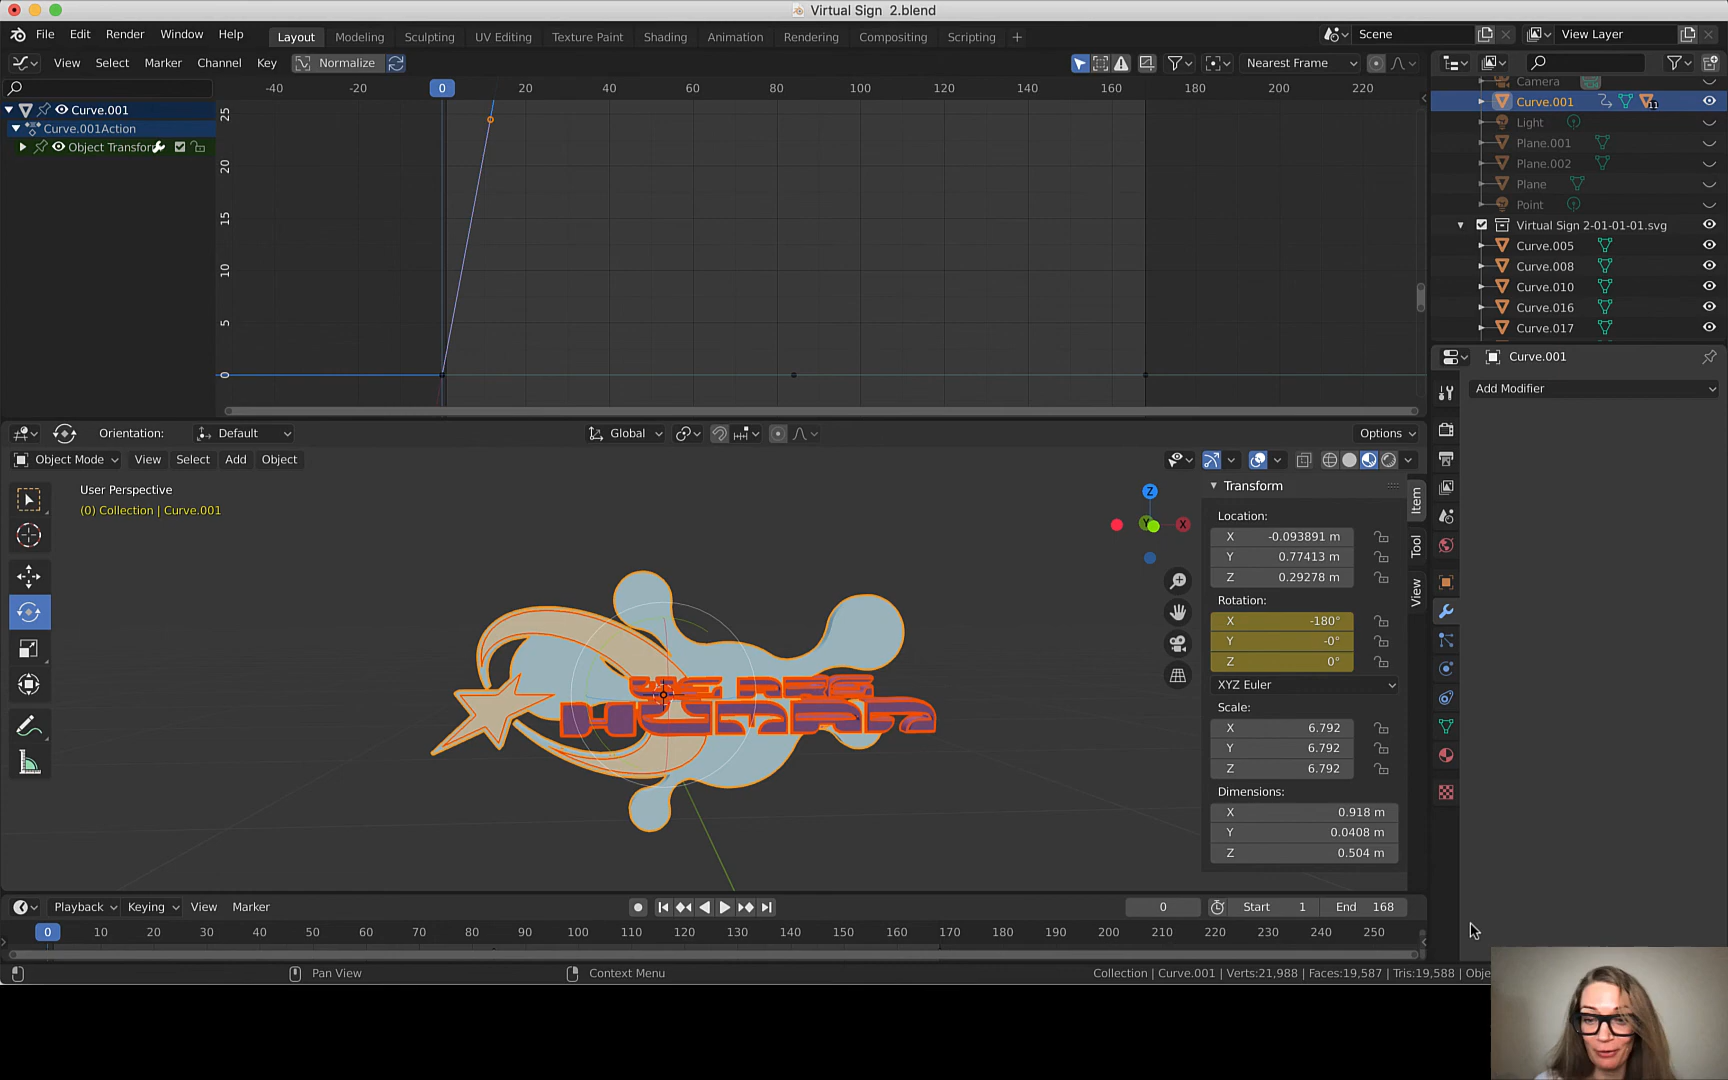 Virtual Sign 2.blend
File Edit Render Window Help Layout Modeling Sculpting UV Editing Texture Paint Shading Animation Rendering Compositing Scripting + Scene View Layer
View Select Marker Channel Key Normalize Nearest Frame
-40 -20 0 20 40 60 80 100 120 140 160 180 200 220
Curve.001
Curve.001Action
Object Transfor
25
20
15
10
5
0
Camera
Curve.001 11
Light
Plane.001
Plane.002
Plane
Point
Virtual Sign 2-01-01-01.svg
Curve.005
Curve.008
Curve.010
Curve.016
Curve.017
Curve.001
Add Modifier
Orientation: Default Global Options
Object Mode View Select Add Object
User Perspective
(0) Collection | Curve.001
Z
Y X
Transform
Location:
X -0.093891 m
Y 0.77413 m
Z 0.29278 m
Rotation:
X -180°
Y -0°
Z 0°
XYZ Euler
Scale:
X 6.792
Y 6.792
Z 6.792
Dimensions:
X 0.918 m
Y 0.0408 m
Z 0.504 m
Item
Tool
View
Playback Keying View Marker 0 Start 1 End 168
0 10 20 30 40 50 60 70 80 90 100 110 120 130 140 150 160 170 180 190 200 210 220 230 240 250
Pan View Context Menu Collection | Curve.001 | Verts:21,988 | Faces:19,587 | Tris:19,588 | Obje